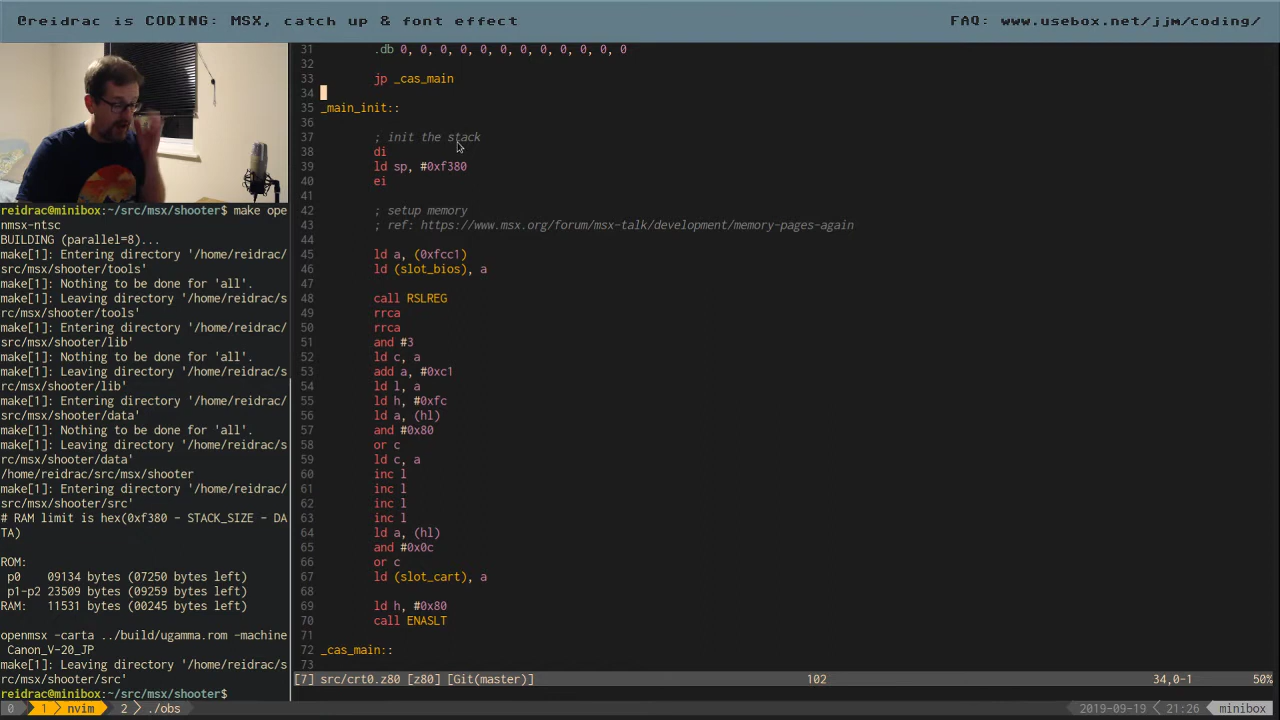 @reidrac is CODING: MSX, catch up & font effect
FAQ: www.usebox.net/jjm/coding/
reidrac@minibox:~/src/msx/shooter$ make ope
nmsx-ntsc
BUILDING (parallel=8)...
make[1]: Entering directory '/home/reidrac/
src/msx/shooter/tools'
make[1]: Nothing to be done for 'all'.
make[1]: Leaving directory '/home/reidrac/s
rc/msx/shooter/tools'
make[1]: Entering directory '/home/reidrac/
src/msx/shooter/lib'
make[1]: Nothing to be done for 'all'.
make[1]: Leaving directory '/home/reidrac/s
rc/msx/shooter/lib'
make[1]: Entering directory '/home/reidrac/
src/msx/shooter/data'
make[1]: Nothing to be done for 'all'.
make[1]: Leaving directory '/home/reidrac/s
rc/msx/shooter/data'
/home/reidrac/src/msx/shooter
make[1]: Entering directory '/home/reidrac/
src/msx/shooter/src'
# RAM limit is hex(0xf380 - STACK_SIZE - DA
TA)
ROM:
p0 09134 bytes (07250 bytes left)
p1-p2 23509 bytes (09259 bytes left)
RAM: 11531 bytes (00245 bytes left)
openmsx -carta ../build/ugamma.rom -machine
Canon_V-20_JP
make[1]: Leaving directory '/home/reidrac/s
rc/msx/shooter/src'
reidrac@minibox:~/src/msx/shooter$
31 .db 0, 0, 0, 0, 0, 0, 0, 0, 0, 0, 0, 0
32
33 jp _cas_main
34
35 _main_init::
36
37 ; init the stack
38 di
39 ld sp, #0xf380
40 ei
41
42 ; setup memory
43 ; ref: https://www.msx.org/forum/msx-talk/development/memory-pages-again
44
45 ld a, (0xfcc1)
46 ld (slot_bios), a
47
48 call RSLREG
49 rrca
50 rrca
51 and #3
52 ld c, a
53 add a, #0xc1
54 ld l, a
55 ld h, #0xfc
56 ld a, (hl)
57 and #0x80
58 or c
59 ld c, a
60 inc l
61 inc l
62 inc l
63 inc l
64 ld a, (hl)
65 and #0x0c
66 or c
67 ld (slot_cart), a
68
69 ld h, #0x80
70 call ENASLT
71
72 _cas_main::
73
[7] src/crt0.z80 [z80] [Git(master)] 102 34,0-1 50%
0 1 nvim 2 ./obs 2019-09-19 21:26 minibox